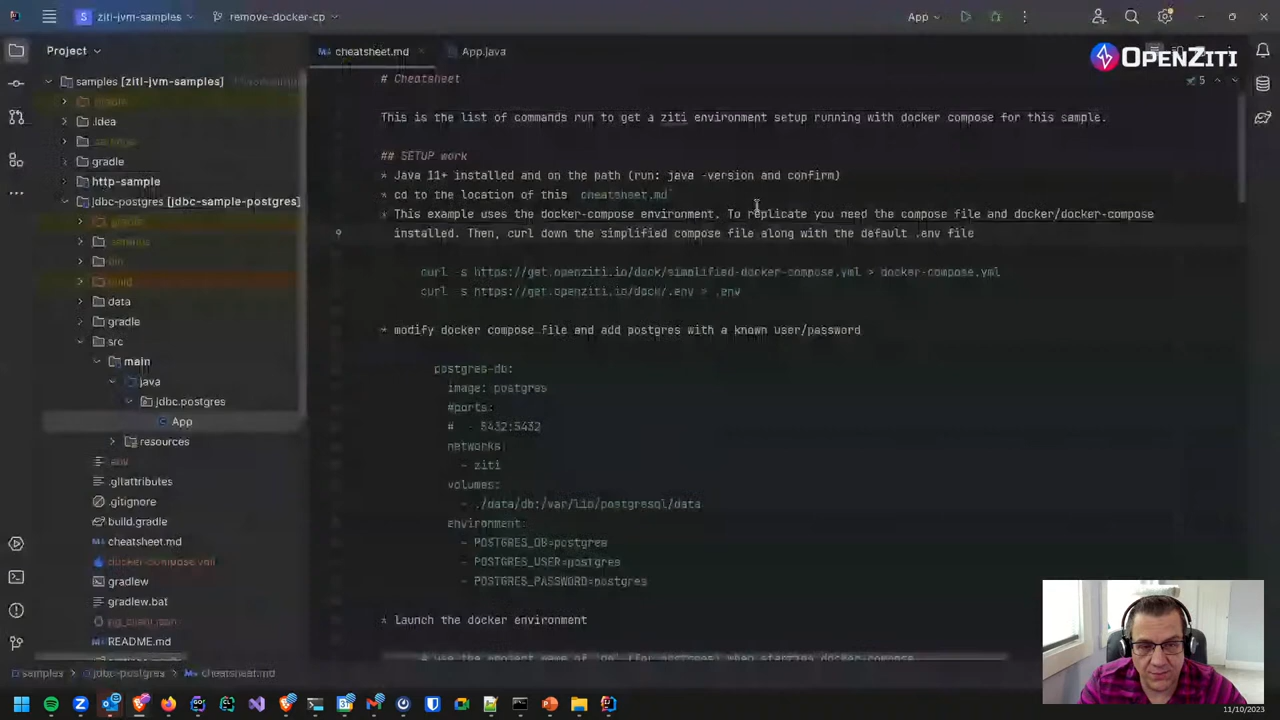 S ziti-jvm-samples
remove-docker-cp
App
Project
cheatsheet.md
App.java
OPENZITI
samples [ziti-jvm-samples]
.idea
gradle
http-sample
jdbc-postgres [jdbc-sample-postgres]
data
gradle
src
main
java
jdbc.postgres
App
resources
.env
.gitattributes
.gitignore
build.gradle
cheatsheet.md
docker-compose.yml
gradlew
gradlew.bat
README.md
samples
jdbc-postgres
cheatsheet.md
# Cheatsheet
5
This is the list of commands run to get a ziti environment setup running with docker compose for this sample.
## SETUP work
* Java 11+ installed and on the path (run: java -version and confirm)
* cd to the location of this `cheatsheet.md`
* This example uses the docker-compose environment. To replicate you need the compose file and docker/docker-compose
installed. Then, curl down the simplified compose file along with the default .env file
curl -s https://get.openziti.io/dock/simplified-docker-compose.yml > docker-compose.yml
curl -s https://get.openziti.io/dock/.env > .env
* modify docker compose file and add postgres with a known user/password
postgres-db:
image: postgres
#ports:
# - 5432:5432
networks:
- ziti
volumes:
- ./data/db:/var/lib/postgresql/data
environment:
- POSTGRES_DB=postgres
- POSTGRES_USER=postgres
- POSTGRES_PASSWORD=postgres
* Launch the docker environment
11/10/2023